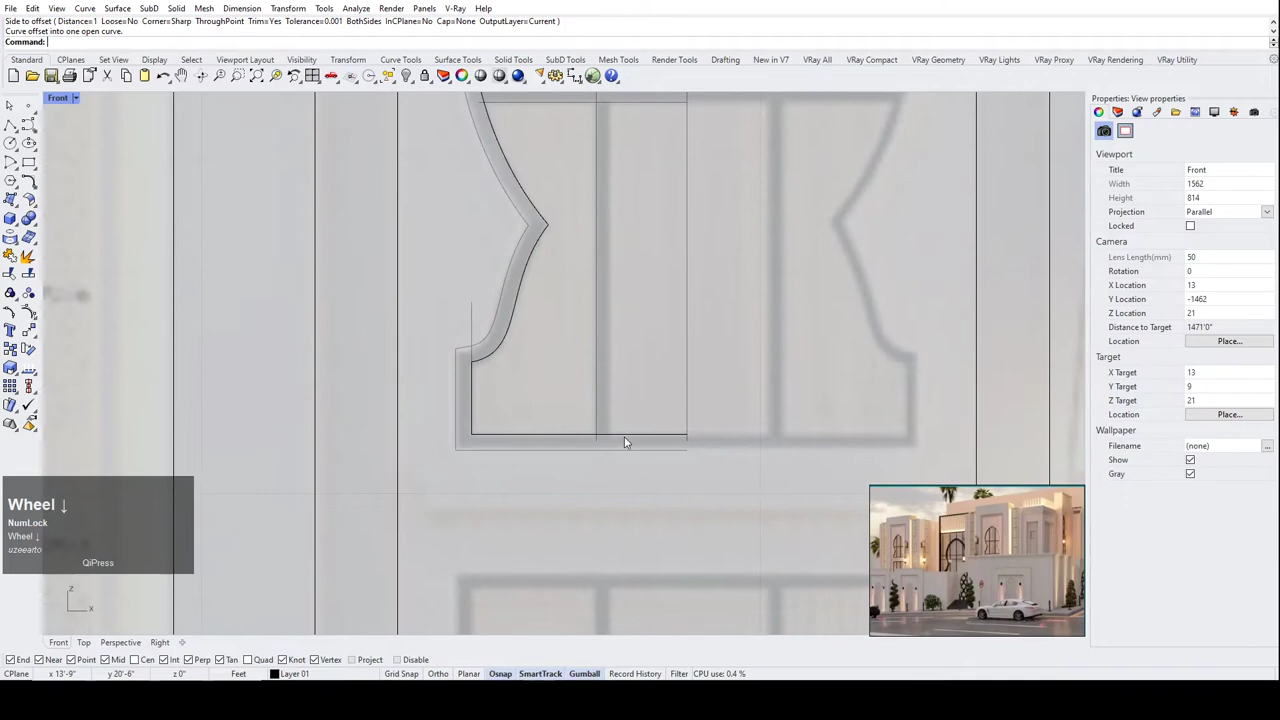 File Edit View Curve Surface SubD Solid Mesh Dimension Transform Tools Analyze Render Panels V-Ray Help
Side to offset ( Distance=1 Loose=No Corner=Sharp ThroughPoint Trim=Yes Tolerance=0.001 BothSides InCPlane=No Cap=None OutputLayer=Current )
Curve offset into one open curve.
Command:
Standard CPlanes Set View Display Select Viewport Layout Visibility Transform Curve Tools Surface Tools Solid Tools SubD Tools Mesh Tools Render Tools Drafting New in V7 VRay All VRay Compact VRay Geometry VRay Lights VRay Proxy VRay Rendering VRay Utility
Front
Properties: View properties
Viewport
Title Front
Width 1562
Height 814
Projection Parallel
Locked
Camera
Lens Length(mm) 50
Rotation 0
X Location 13
Y Location -1462
Z Location 21
Distance to Target 1471'0"
Location Place...
Target
X Target 13
Y Target 9
Z Target 21
Location Place...
Wallpaper
Filename (none) ...
Show
Gray
Wheel ↓
NumLock
Wheel ↓
uzeearto
QiPress
z
x
Front Top Perspective Right
End Near Point Mid Cen Int Perp Tan Quad Knot Vertex Project Disable
CPlane x 13'-9" y 20'-6" z 0" Feet Layer 01 Grid Snap Ortho Planar Osnap SmartTrack Gumball Record History Filter CPU use: 0.4 %